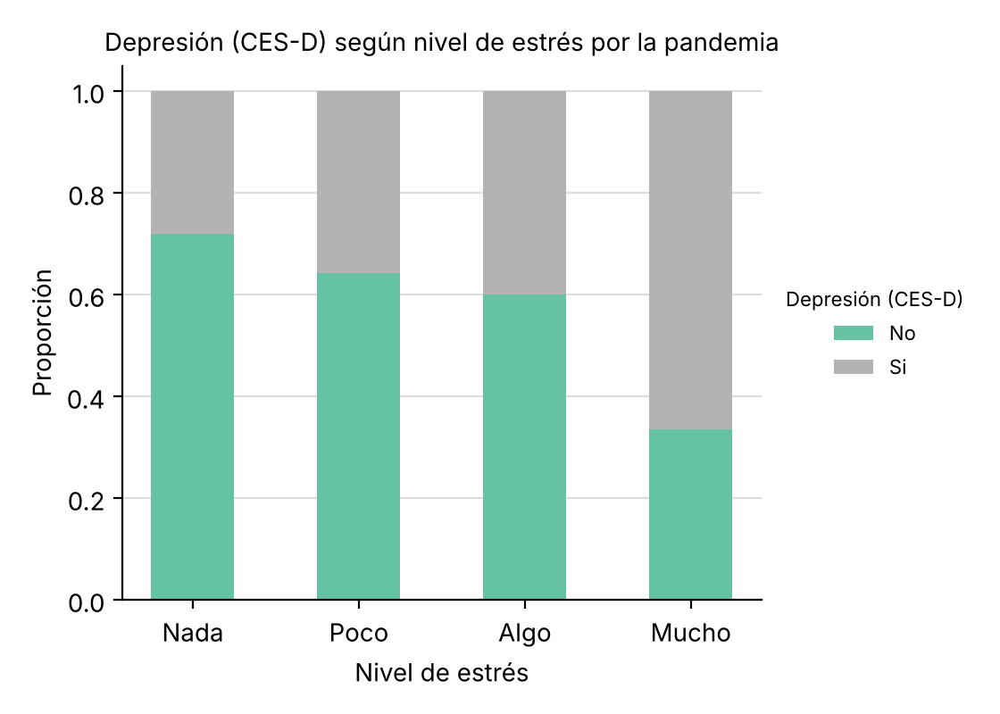 Depresión (CES-D) según nivel de estrés por la pandemia
1.0
0.8
0.6
0.4
0.2
0.0
Proporción
Nada
Poco
Algo
Mucho
Nivel de estrés
Depresión (CES-D)
No
Si